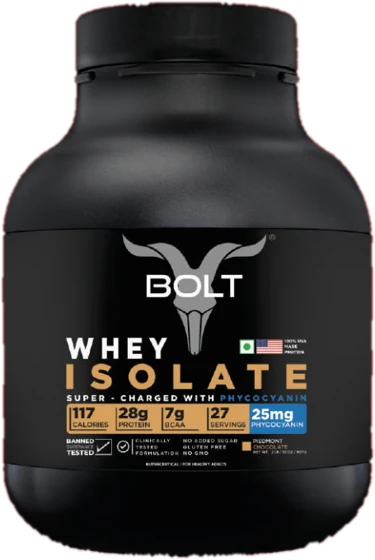 BOLT
®
WHEY
ISOLATE
100% USA
MADE
PROTEIN
SUPER - CHARGED WITH PHYCOCYANIN
117
CALORIES
28g
PROTEIN
7g
BCAA
27
SERVINGS
25mg
PHYCOCYANIN
BANNED
SUBSTANCE
TESTED
CLINICALLY
TESTED
FORMULATION
NO ADDED SUGAR
GLUTEN FREE
NO GMO
PIEDMONT
CHOCOLATE
NUTRACEUTICAL | FOR HEALTHY ADULTS